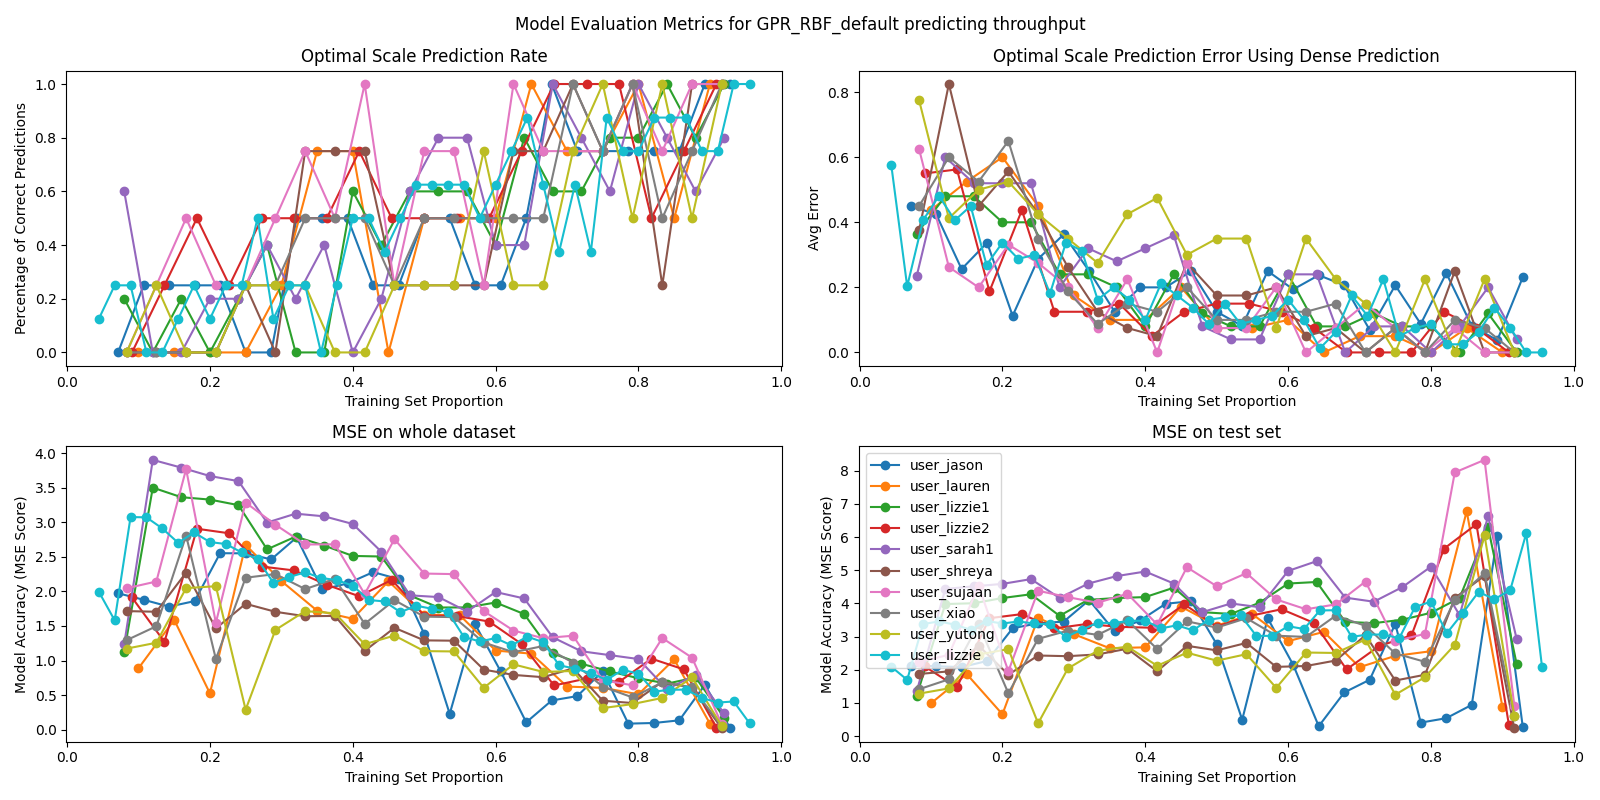 Model Evaluation Metrics for GPR_RBF_default predicting throughput
Optimal Scale Prediction Rate
Percentage of Correct Predictions
1.0
0.8
0.6
0.4
0.2
0.0
0.0 0.2 0.4 0.6 0.8 1.0
Training Set Proportion
Optimal Scale Prediction Error Using Dense Prediction
Avg Error
0.8
0.6
0.4
0.2
0.0
0.0 0.2 0.4 0.6 0.8 1.0
Training Set Proportion
MSE on whole dataset
Model Accuracy (MSE Score)
4.0
3.5
3.0
2.5
2.0
1.5
1.0
0.5
0.0
0.0 0.2 0.4 0.6 0.8 1.0
Training Set Proportion
MSE on test set
Model Accuracy (MSE Score)
8
7
6
5
4
3
2
1
0
user_jason
user_lauren
user_lizzie1
user_lizzie2
user_sarah1
user_shreya
user_sujaan
user_xiao
user_yutong
user_lizzie
0.0 0.2 0.4 0.6 0.8 1.0
Training Set Proportion